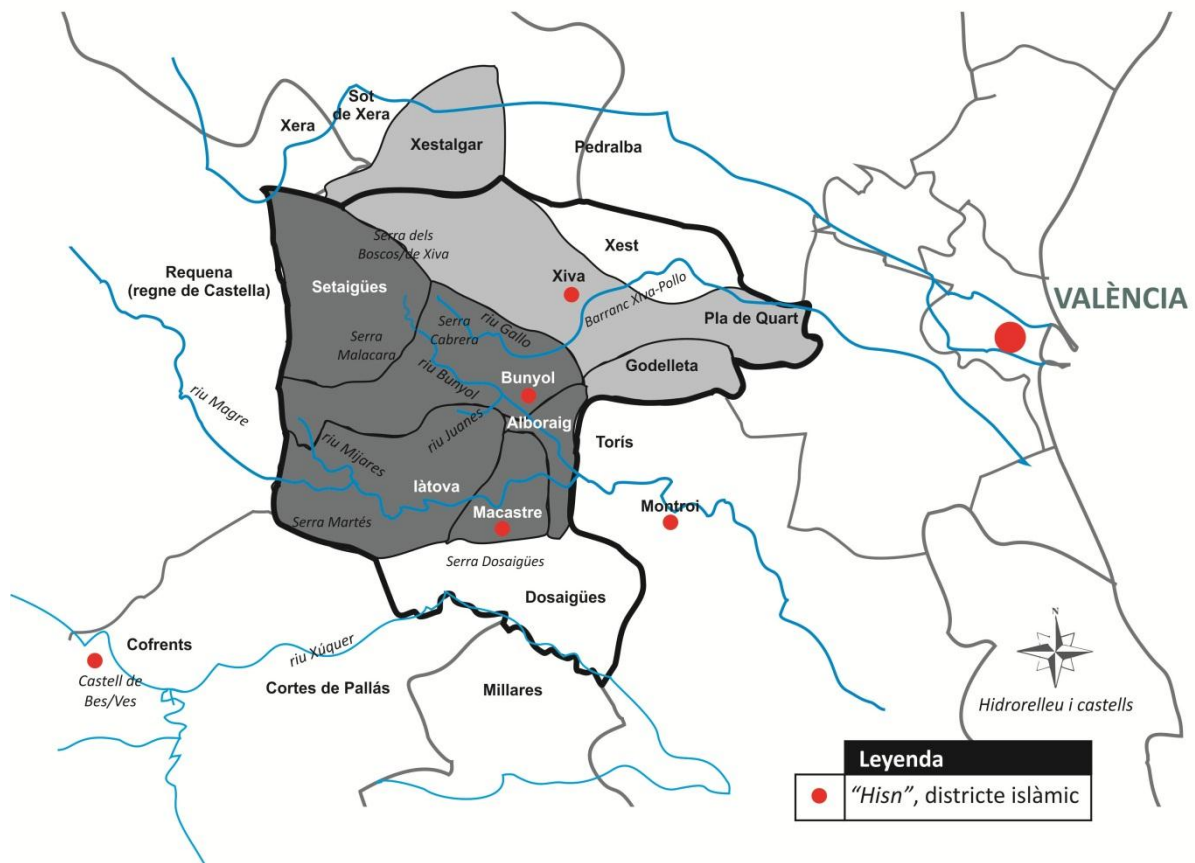 Sot
de Xera
Xera
Xestalgar
Pedralba
Serra dels
Boscos/de Xiva
Xest
Requena
(regne de Castella)
Setaigües
Xiva
Barranc Xiva-Pollo
VALÈNCIA
Pla de Quart
Serra
Malacara
Serra
Cabrera
riu Gallo
Godelleta
riu Bunyol
Bunyol
riu Magre
riu Juanes
Alboraig
Torís
riu Mijares
Iàtova
Macastre
Montroi
Serra Martés
Serra Dosaigües
Dosaigües
Cofrents
riu Xúquer
Castell de
Bes/Ves
Cortes de Pallás
Millares
N
Hidrorelleu i castells
Leyenda
"Hisn", districte islàmic